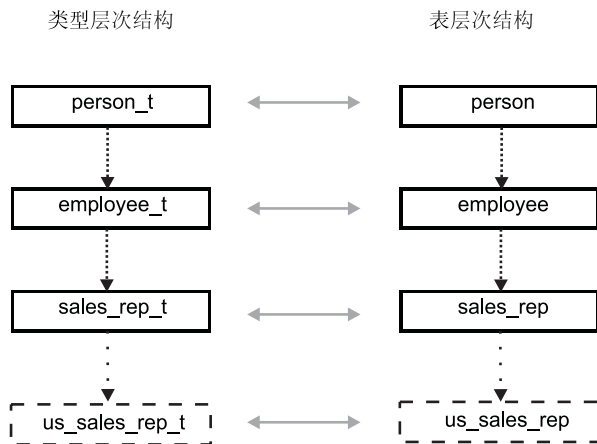 类型层次结构 表层次结构
person_t person
employee_t employee
sales_rep_t sales_rep
us_sales_rep_t us_sales_rep